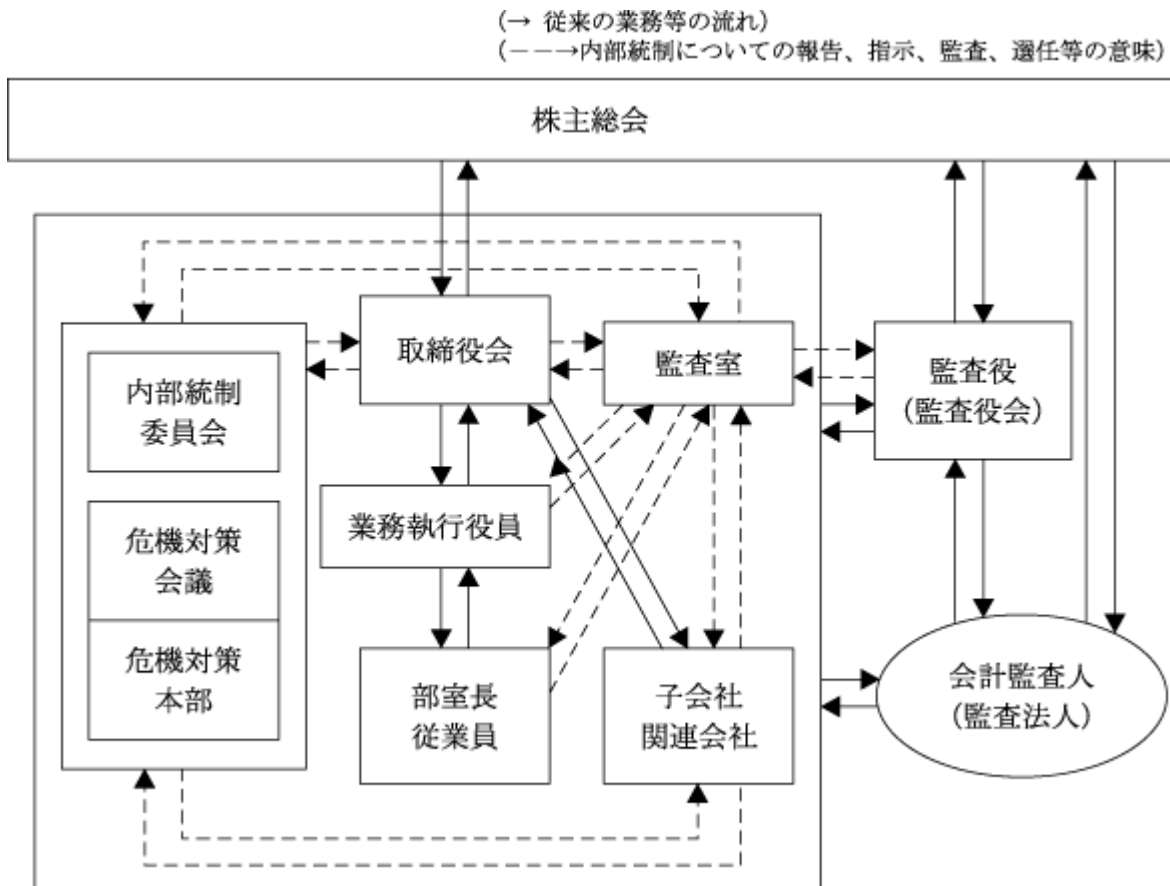 (→ 従来の業務等の流れ)
(−−→内部統制についての報告、指示、監査、選任等の意味)
株主総会
取締役会
監査室
監査役
(監査役会)
内部統制
委員会
業務執行役員
危機対策
会議
危機対策
本部
部室長
従業員
子会社
関連会社
会計監査人
(監査法人)